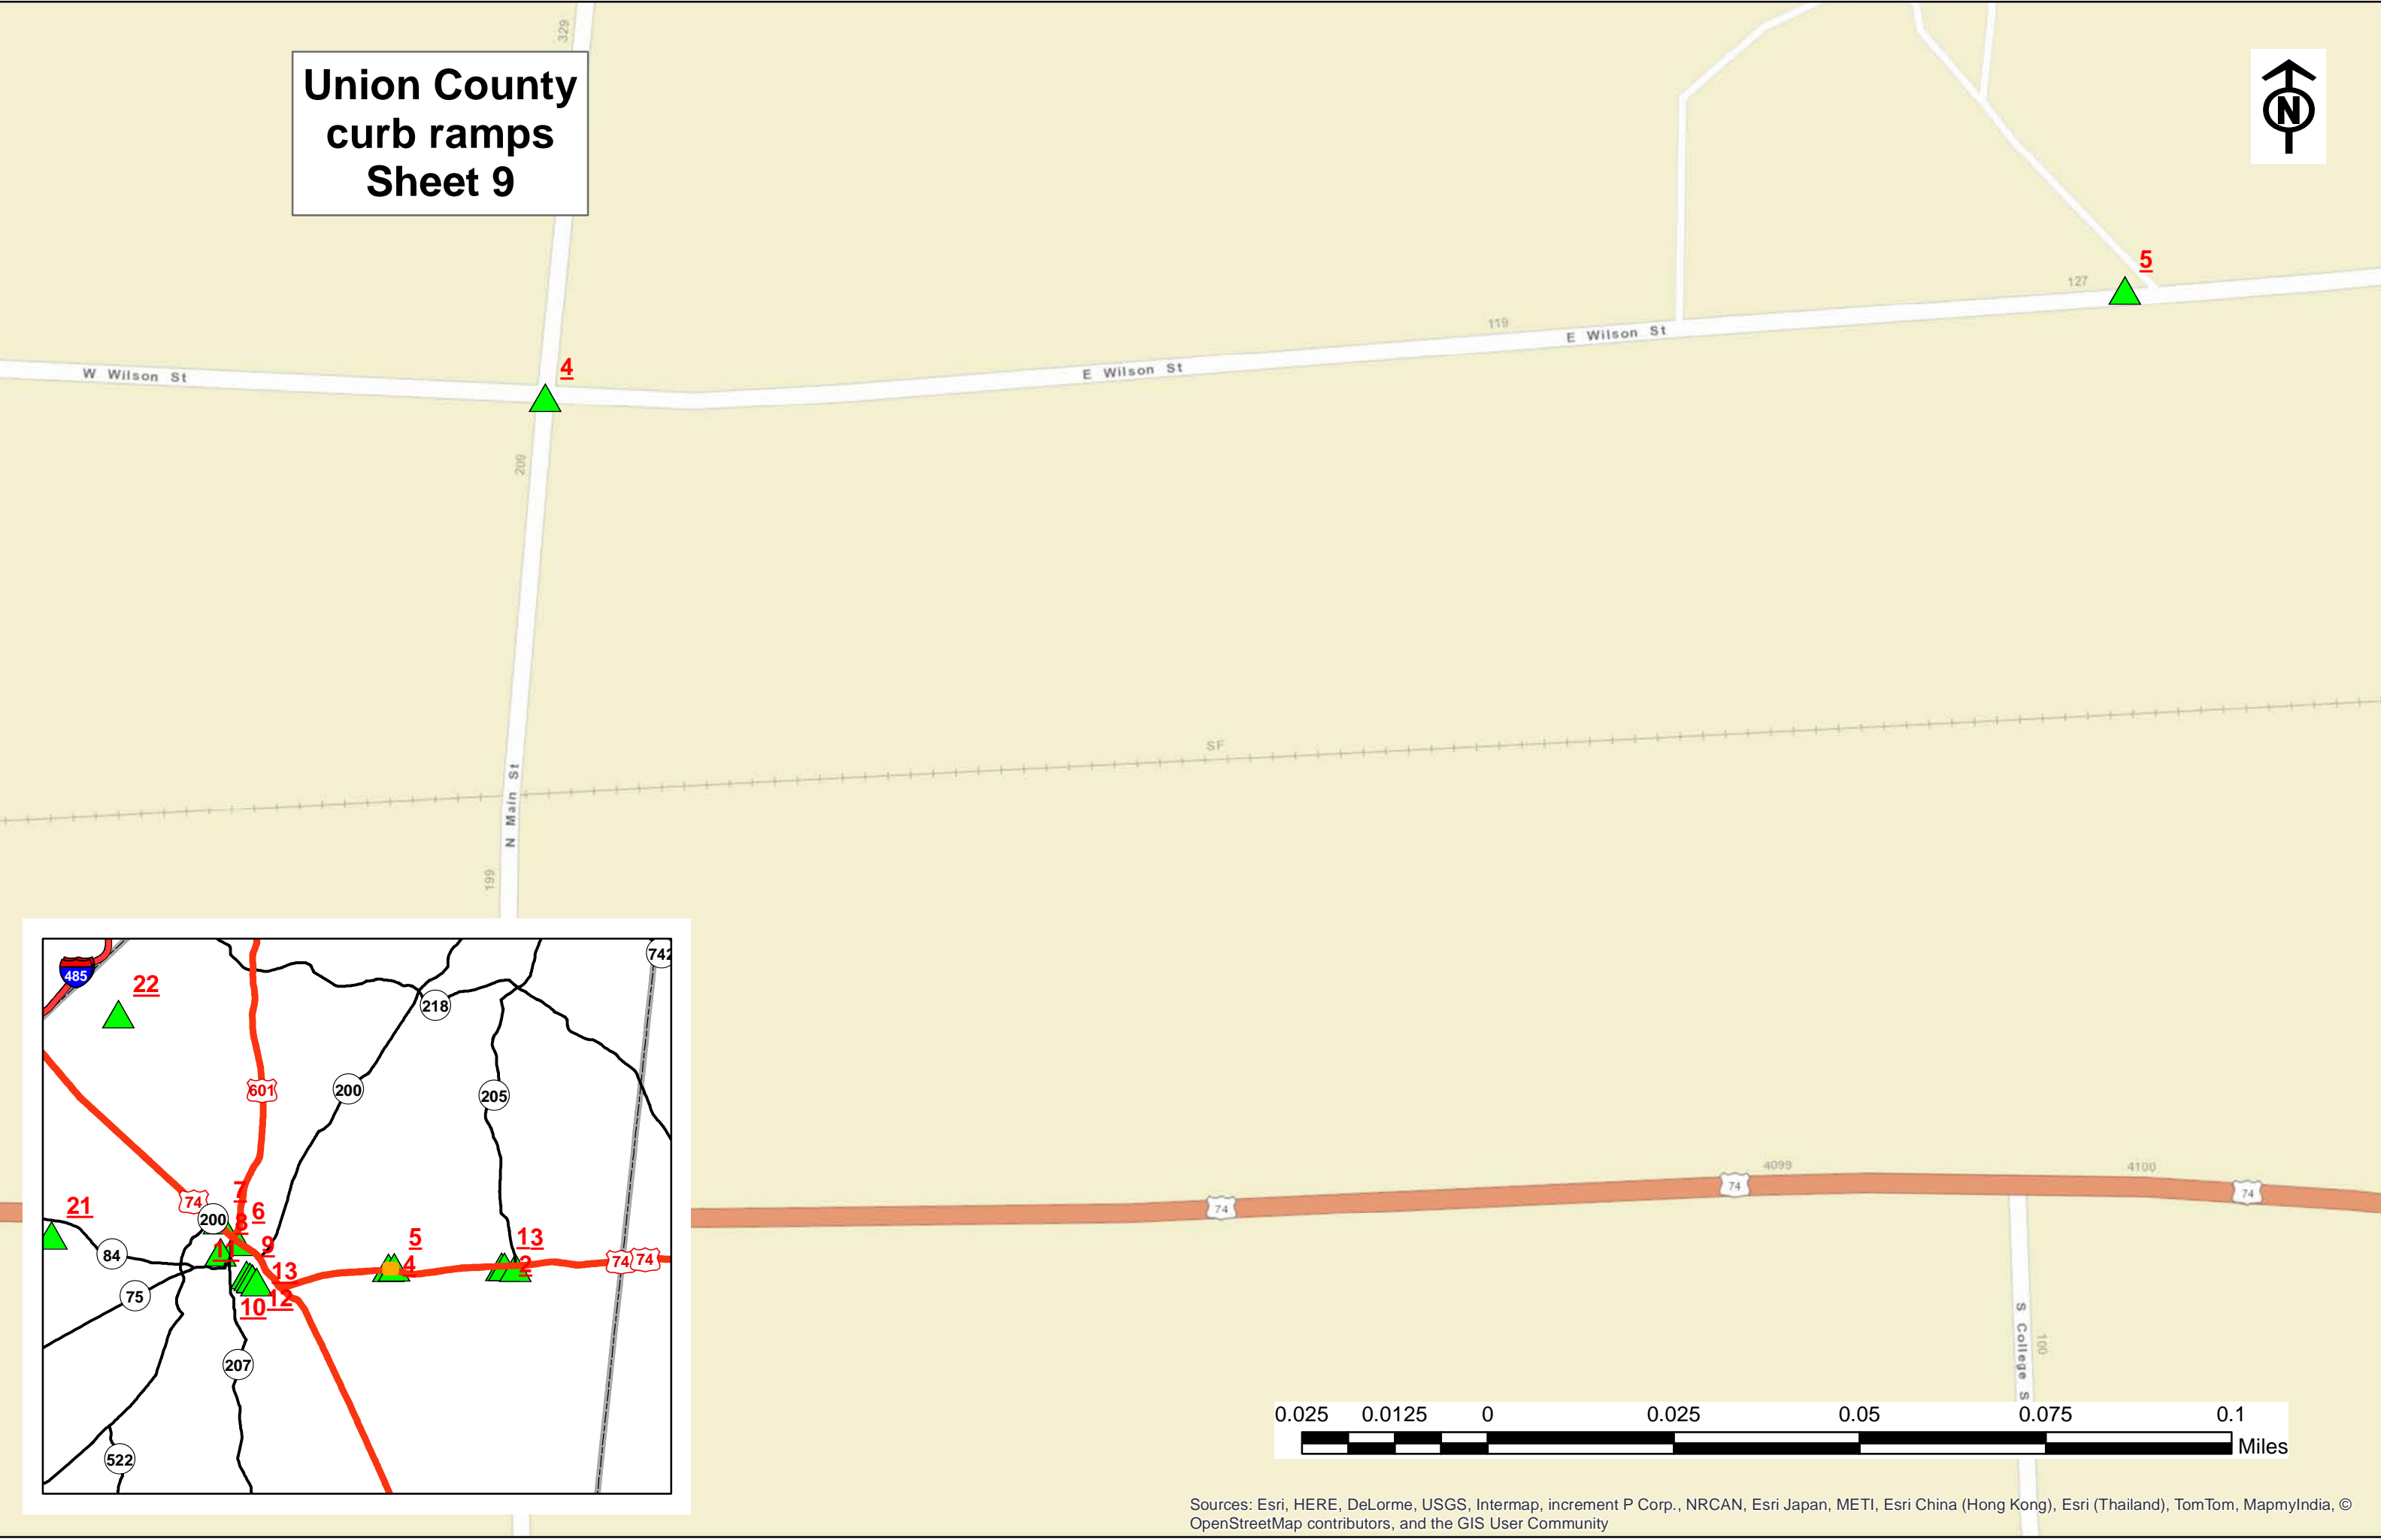 329
Union County
curb ramps
Sheet 9
N
5
127
119
E Wilson St
E Wilson St
4
W Wilson St
209
SF
N Main St
199
742
485
22
218
601
200
205
74
7
6
200
8
21
9
11
84
5
4
13
2
74
74
13
12
10
75
207
522
4099
4100
74
74
74
S College S
100
0.025 0.0125 0 0.025 0.05 0.075 0.1
Miles
Sources: Esri, HERE, DeLorme, USGS, Intermap, increment P Corp., NRCAN, Esri Japan, METI, Esri China (Hong Kong), Esri (Thailand), TomTom, MapmyIndia, ©
OpenStreetMap contributors, and the GIS User Community